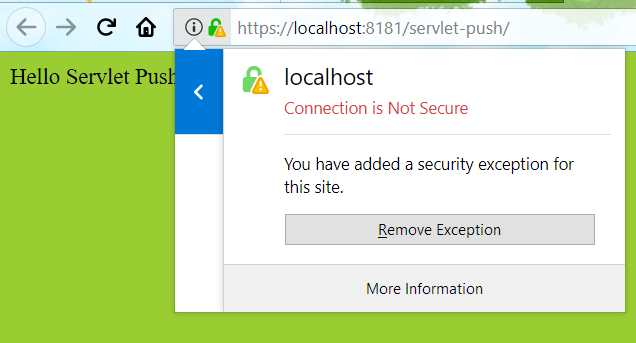 https://localhost:8181/servlet-push/
Hello Servlet Push
localhost
Connection is Not Secure
You have added a security exception for
this site.
Remove Exception
More Information